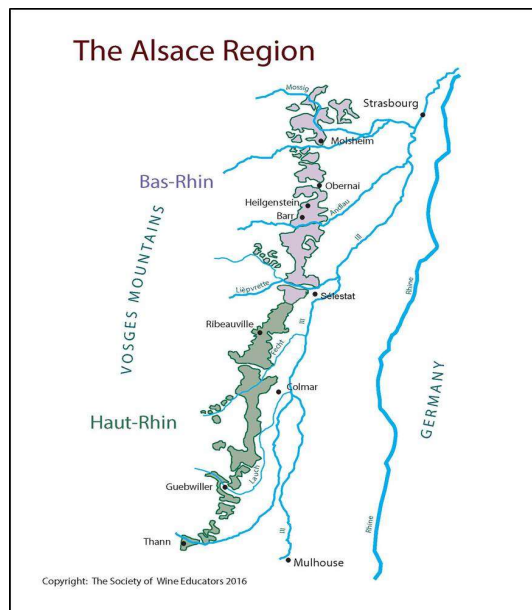 The Alsace Region
Mossig
Strasbourg
Molsheim
Bas-Rhin
Obernai
Heilgenstein
Andlau
Barr
Ill
VOSGES MOUNTAINS
Lièpvrette
Sélestat
Rhine
Ill
Ribeauville
Fecht
GERMANY
Colmar
Haut-Rhin
Lauch
Guebwiller
Rhine
Ill
Thann
Mulhouse
Copyright: The Society of Wine Educators 2016